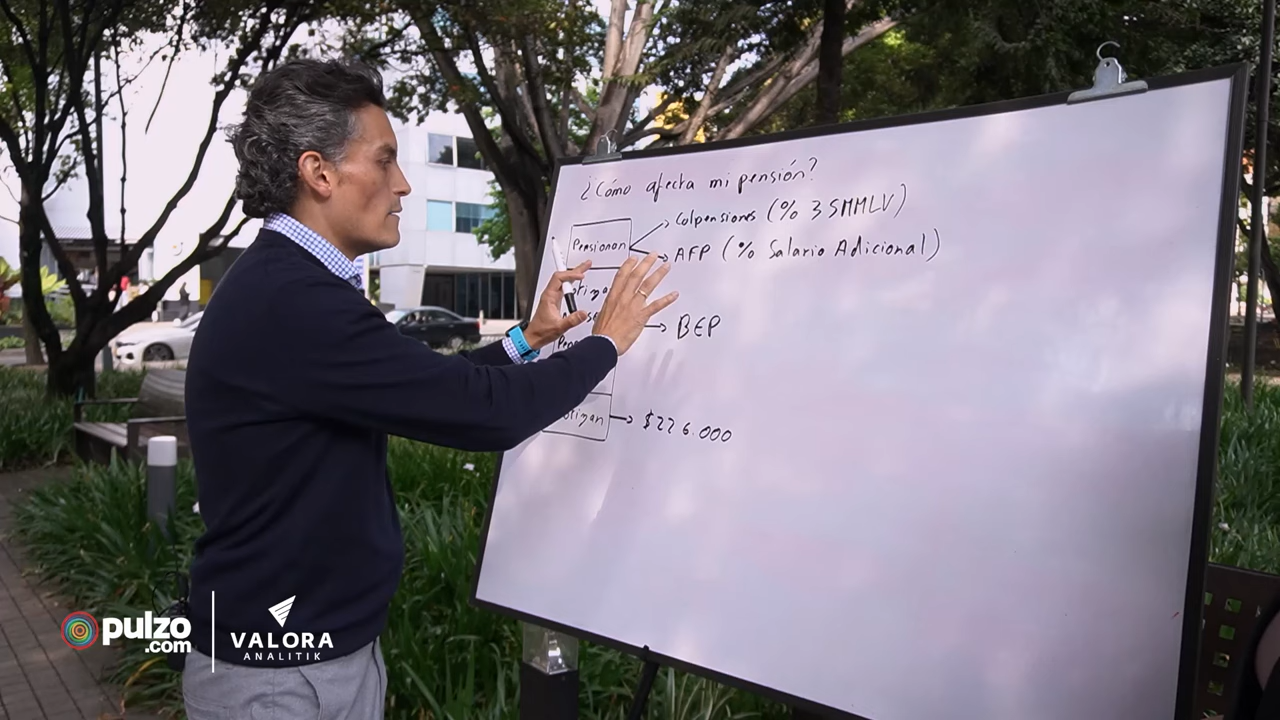 ¿Cómo afecta mi pensión?
Colpensiones (% 3 SMMLV)
Pensionan
AFP (% Salario Adicional)
BEP
$226.000
pulzo
.com
VALORA
ANALITIK